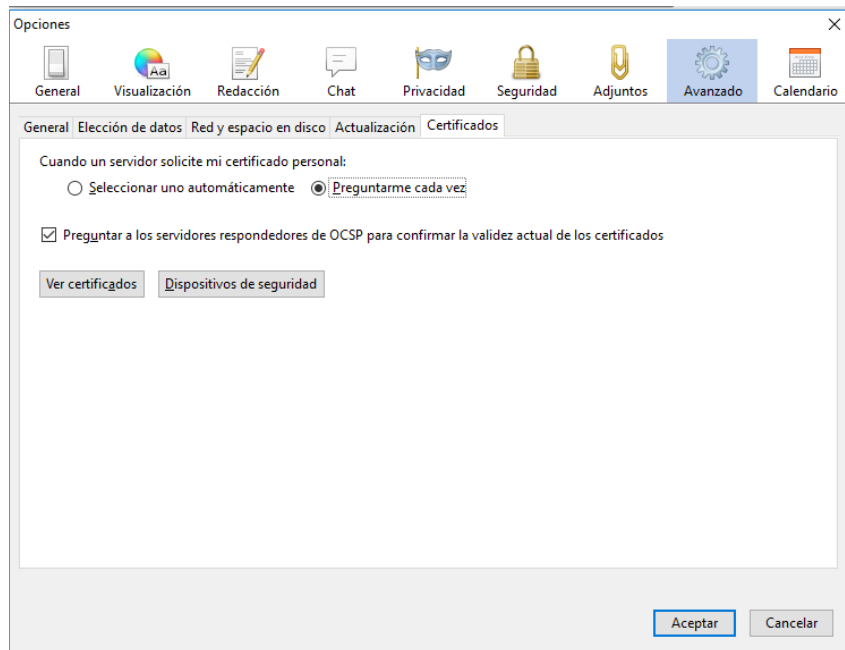 Opciones
Aa
General Visualización Redacción Chat Privacidad Seguridad Adjuntos Avanzado Calendario
General Elección de datos Red y espacio en disco Actualización Certificados
Cuando un servidor solicite mi certificado personal:
Seleccionar uno automáticamente Preguntarme cada vez
Preguntar a los servidores respondedores de OCSP para confirmar la validez actual de los certificados
Ver certificados Dispositivos de seguridad
Aceptar Cancelar